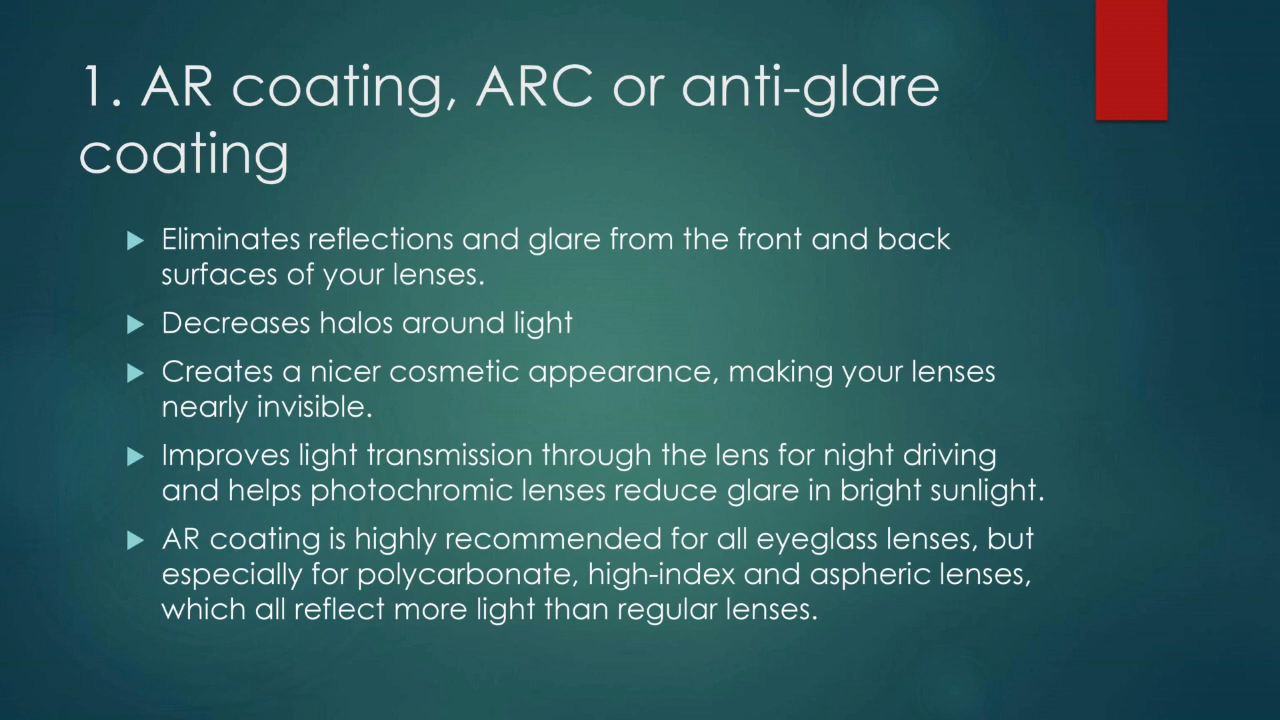 1. AR coating, ARC or anti-glare
coating
Eliminates reflections and glare from the front and back
surfaces of your lenses.
Decreases halos around light
Creates a nicer cosmetic appearance, making your lenses
nearly invisible.
Improves light transmission through the lens for night driving
and helps photochromic lenses reduce glare in bright sunlight.
AR coating is highly recommended for all eyeglass lenses, but
especially for polycarbonate, high-index and aspheric lenses,
which all reflect more light than regular lenses.